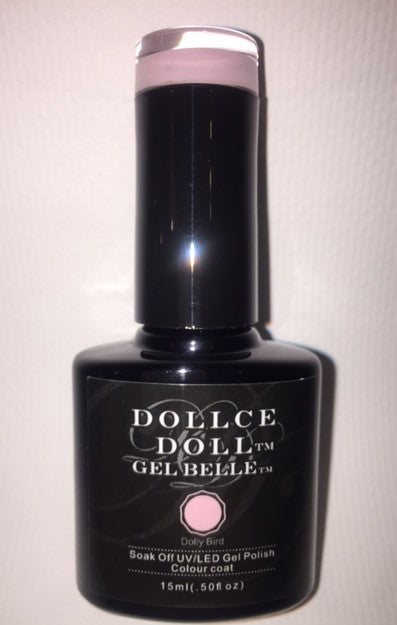 DOLLCE
DOLL™
GEL BELLE™
Dolly Bird
Soak Off UV/LED Gel Polish
Colour coat
15ml(.50fl oz)